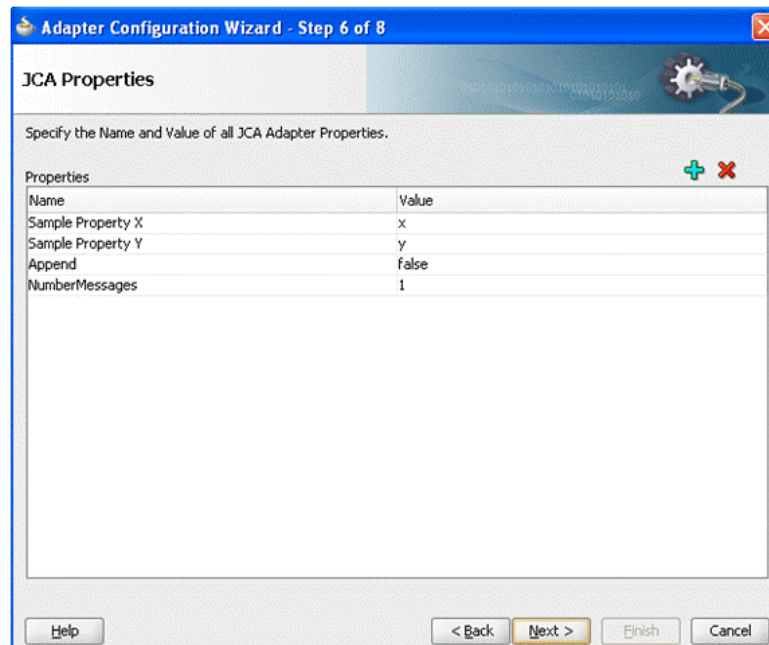 Adapter Configuration Wizard - Step 6 of 8
JCA Properties
Specify the Name and Value of all JCA Adapter Properties.
Properties
Name Value
Sample Property X x
Sample Property Y y
Append false
NumberMessages 1
Help < Back Next > Finish Cancel